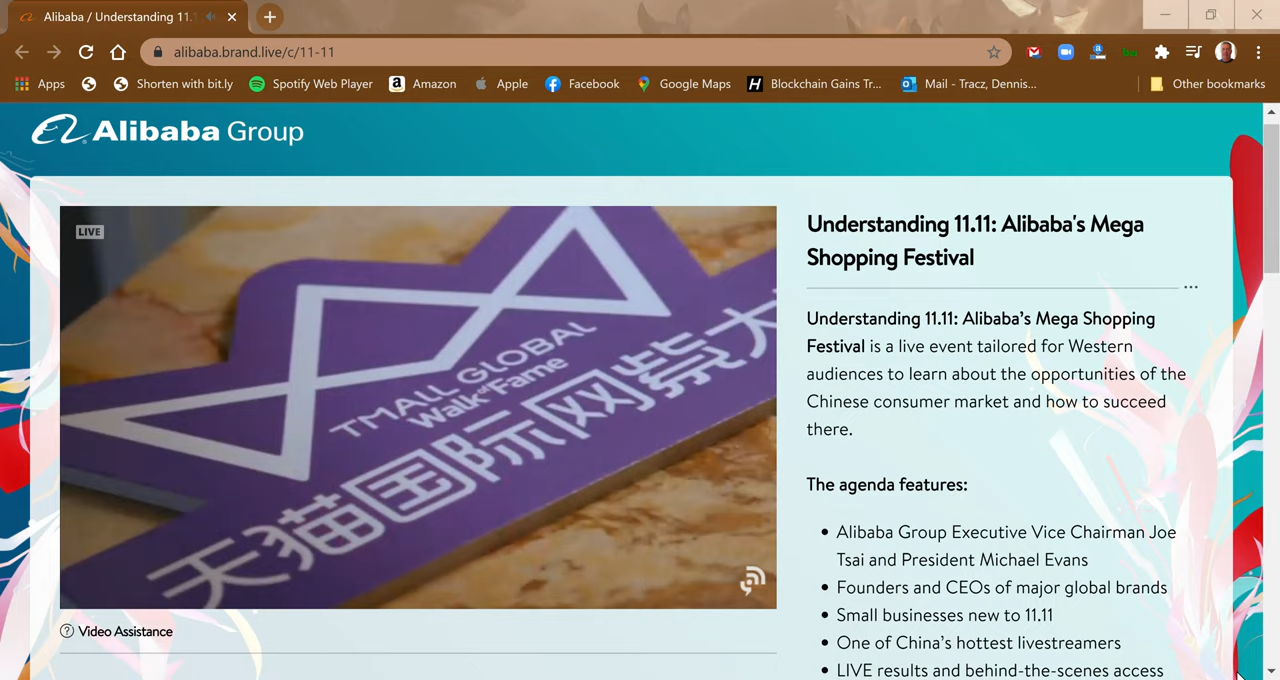 Alibaba / Understanding 11.1
alibaba.brand.live/c/11-11
Apps
Shorten with bit.ly
Spotify Web Player
Amazon
Apple
Facebook
Google Maps
Blockchain Gains Tr...
Mail - Tracz, Dennis...
Other bookmarks
Alibaba Group
LIVE
TMALL GLOBAL
Walk of Fame
天猫国际网紫大
Understanding 11.11: Alibaba's Mega
Shopping Festival
...
Understanding 11.11: Alibaba’s Mega Shopping
Festival is a live event tailored for Western
audiences to learn about the opportunities of the
Chinese consumer market and how to succeed
there.
The agenda features:
• Alibaba Group Executive Vice Chairman Joe
Tsai and President Michael Evans
• Founders and CEOs of major global brands
• Small businesses new to 11.11
• One of China’s hottest livestreamers
• LIVE results and behind-the-scenes access
? Video Assistance